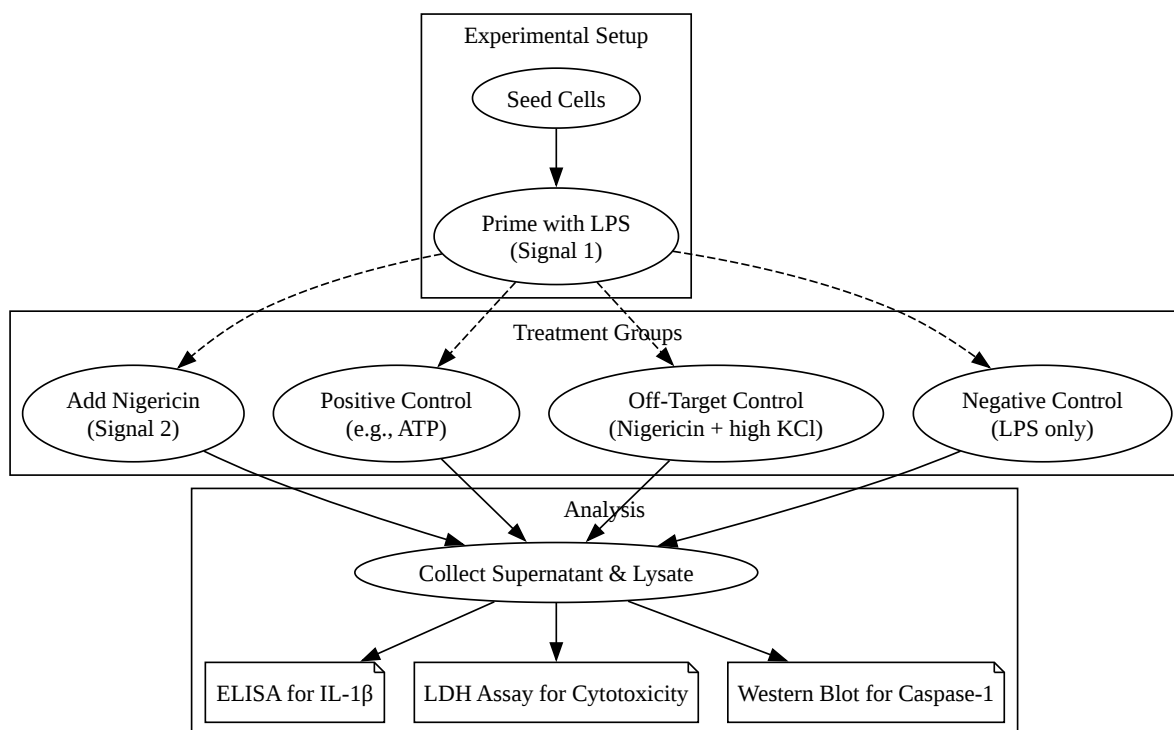 Experimental Setup
Seed Cells
Prime with LPS
(Signal 1)
Treatment Groups
Add Nigericin
(Signal 2)
Positive Control
(e.g., ATP)
Off-Target Control
(Nigericin + high KCl)
Negative Control
(LPS only)
Analysis
Collect Supernatant & Lysate
ELISA for IL-1β
LDH Assay for Cytotoxicity
Western Blot for Caspase-1